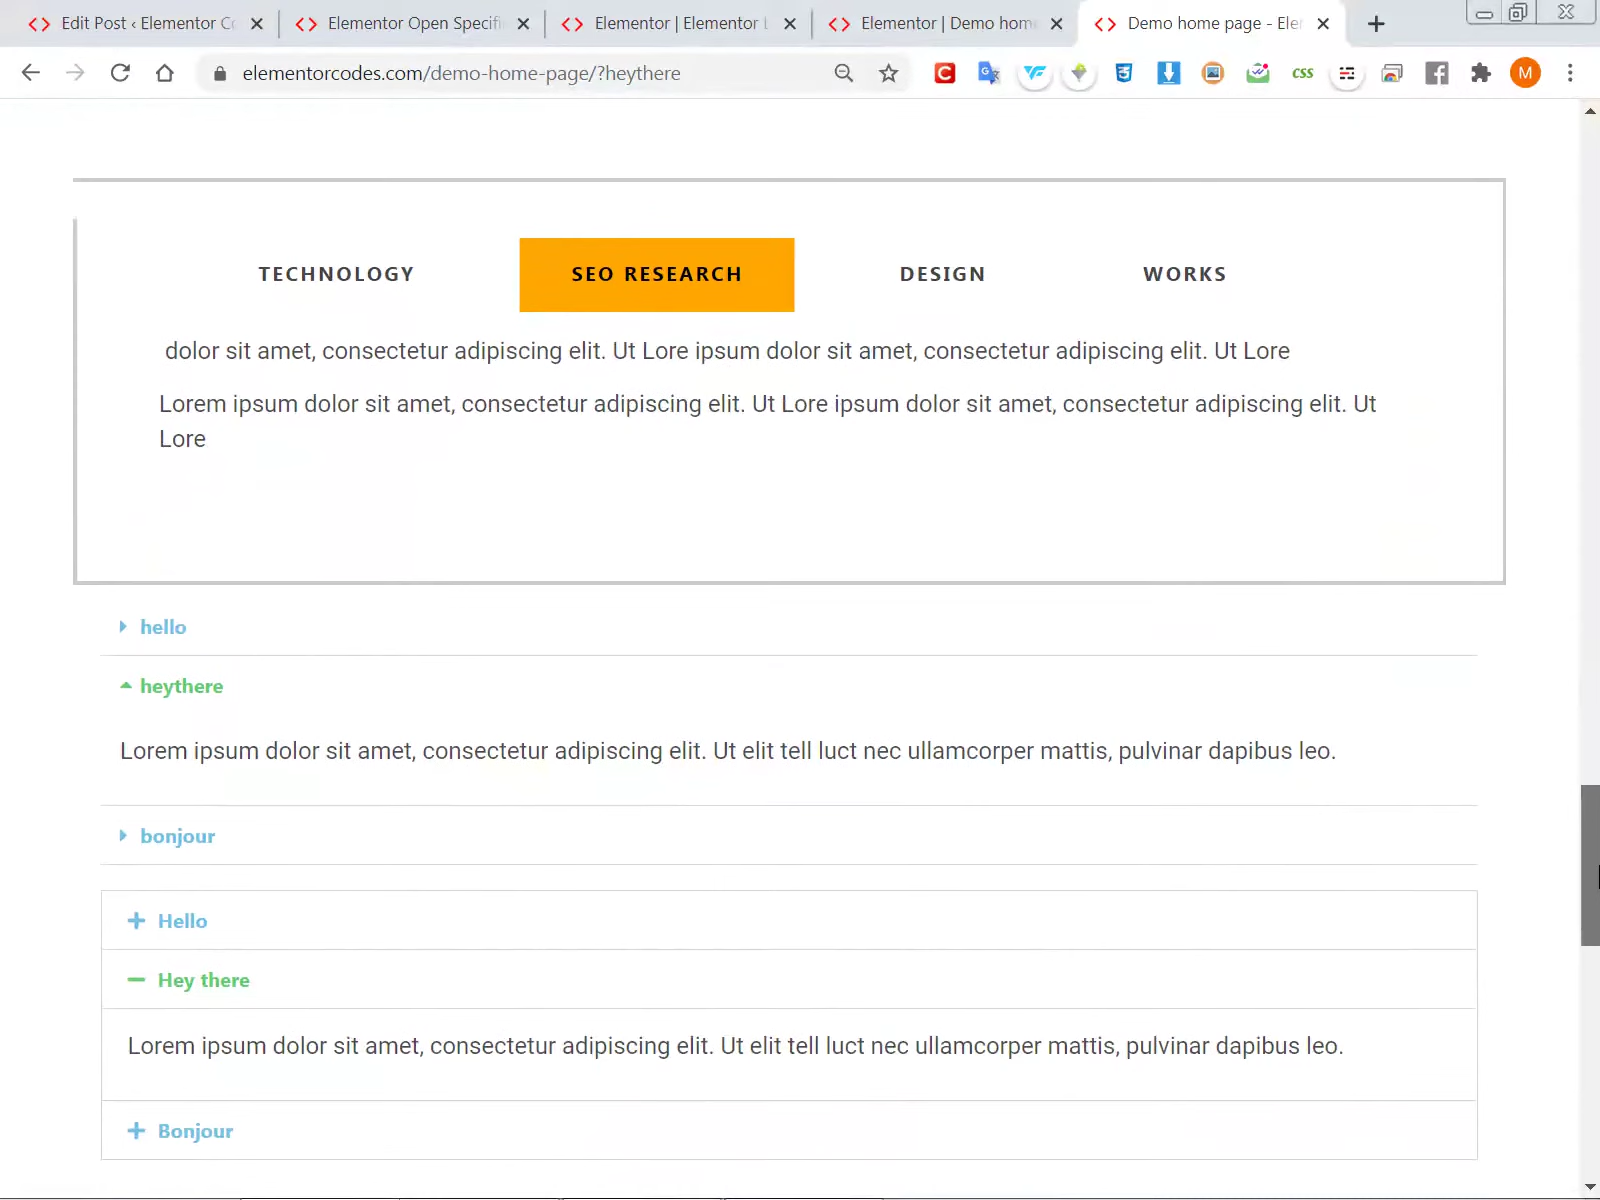 Edit Post ‹ Elementor Co
Elementor Open Specifi
Elementor | Elementor
Elementor | Demo hom
Demo home page - Ele
elementorcodes.com/demo-home-page/?heythere
CSS
M
TECHNOLOGY
SEO RESEARCH
DESIGN
WORKS
dolor sit amet, consectetur adipiscing elit. Ut Lore ipsum dolor sit amet, consectetur adipiscing elit. Ut Lore
Lorem ipsum dolor sit amet, consectetur adipiscing elit. Ut Lore ipsum dolor sit amet, consectetur adipiscing elit. Ut
Lore
hello
heythere
Lorem ipsum dolor sit amet, consectetur adipiscing elit. Ut elit tell luct nec ullamcorper mattis, pulvinar dapibus leo.
bonjour
Hello
Hey there
Lorem ipsum dolor sit amet, consectetur adipiscing elit. Ut elit tell luct nec ullamcorper mattis, pulvinar dapibus leo.
Bonjour